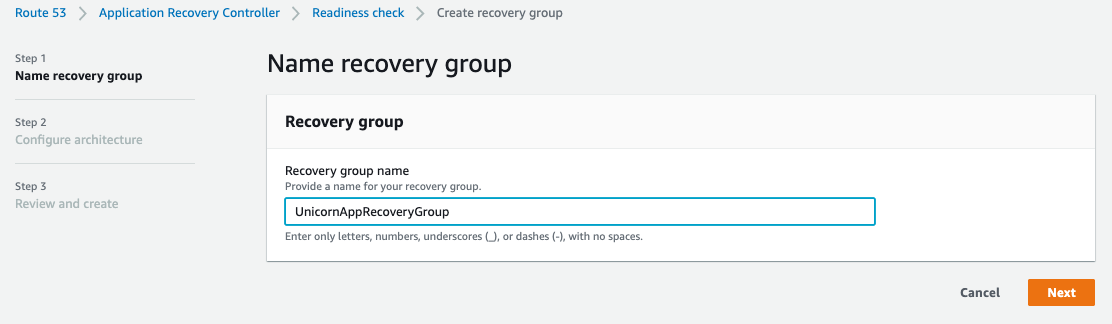 Route 53 > Application Recovery Controller > Readiness check > Create recovery group
Step 1
Name recovery group
Step 2
Configure architecture
Step 3
Review and create
Name recovery group
Recovery group
Recovery group name
Provide a name for your recovery group.
UnicornAppRecoveryGroup
Enter only letters, numbers, underscores (_), or dashes (-), with no spaces.
Cancel Next